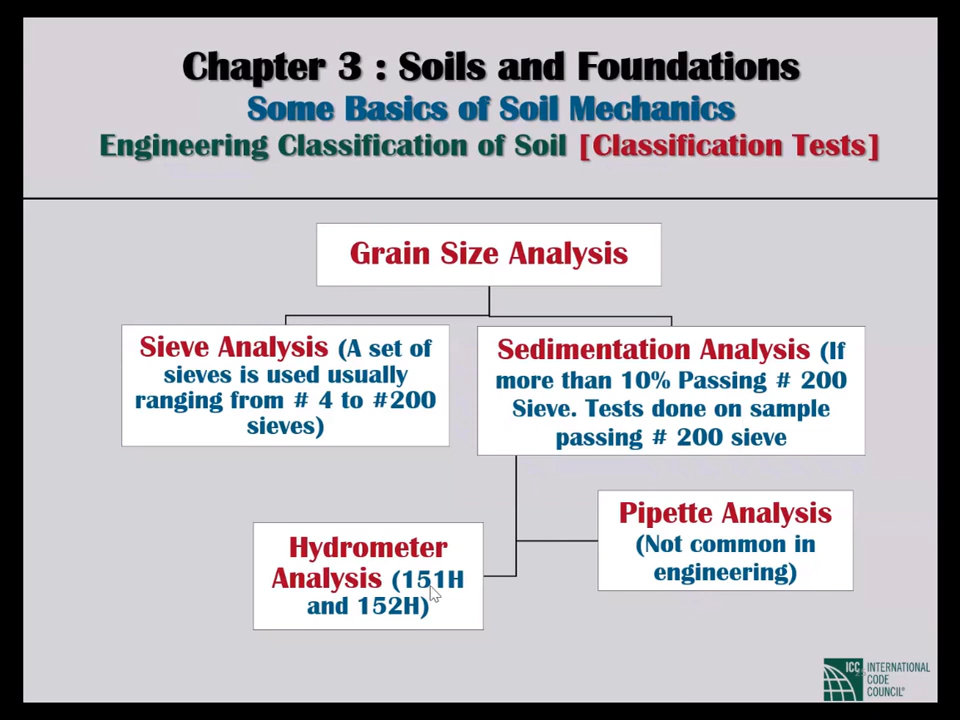 Chapter 3 : Soils and Foundations
Some Basics of Soil Mechanics
Engineering Classification of Soil [Classification Tests]
Grain Size Analysis
Sieve Analysis (A set of
sieves is used usually
ranging from # 4 to #200
sieves)
Sedimentation Analysis (If
more than 10% Passing # 200
Sieve. Tests done on sample
passing # 200 sieve
Hydrometer
Analysis (151H
and 152H)
Pipette Analysis
(Not common in
engineering)
ICC INTERNATIONAL
CODE
COUNCIL®